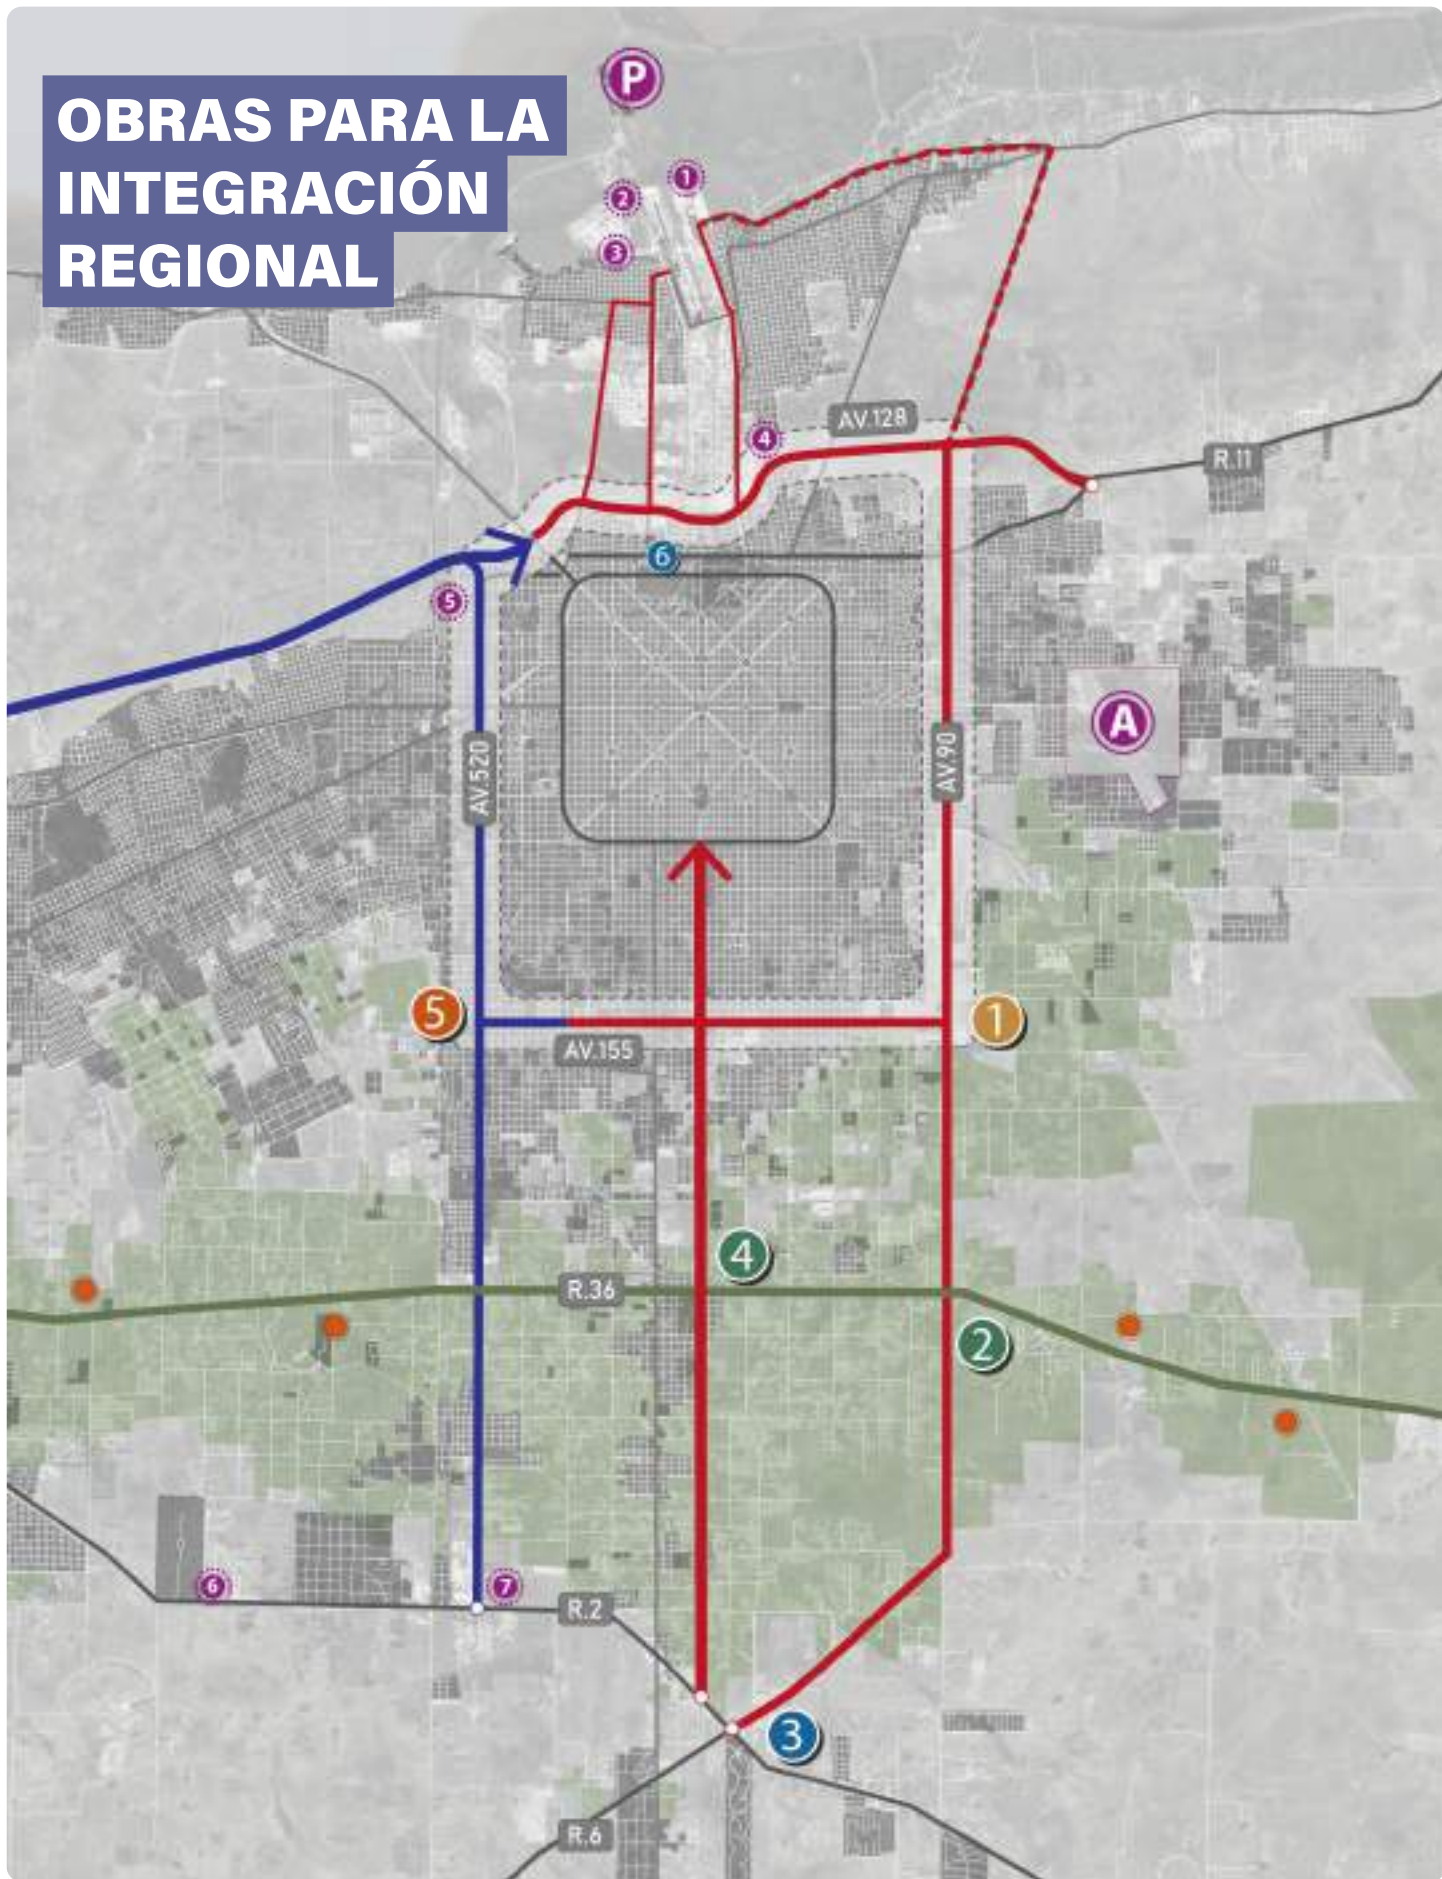 OBRAS PARA LA
INTEGRACIÓN
REGIONAL
P
1
2
3
AV.128
4
R.11
6
5
A
AV.520
AV.90
5
1
AV.155
4
R.36
2
6
7
R.2
3
R.6